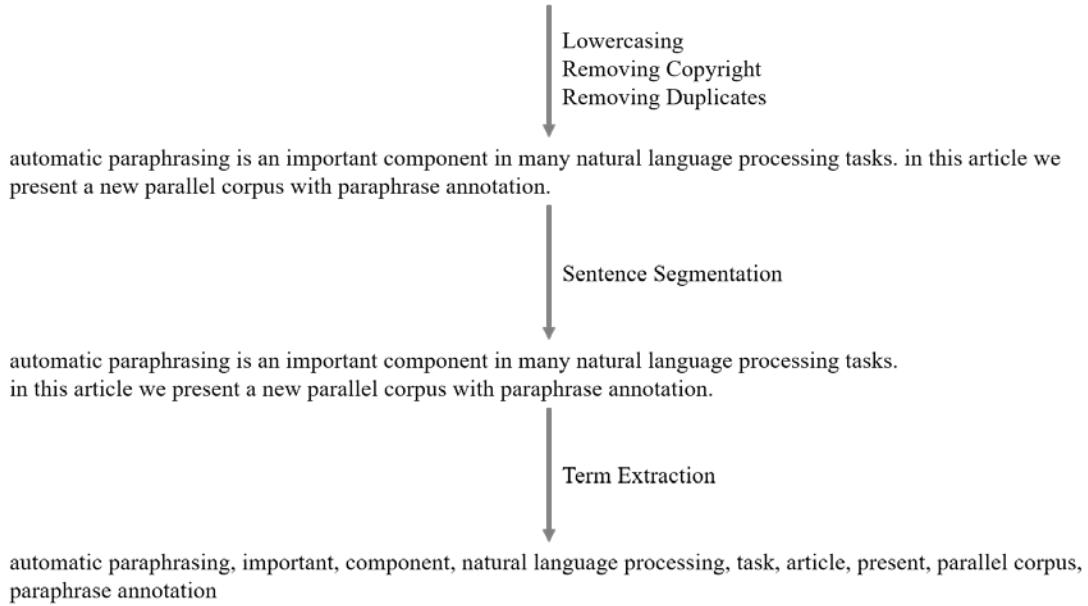 Lowercasing
Removing Copyright
Removing Duplicates
automatic paraphrasing is an important component in many natural language processing tasks. in this article we
present a new parallel corpus with paraphrase annotation.
Sentence Segmentation
automatic paraphrasing is an important component in many natural language processing tasks.
in this article we present a new parallel corpus with paraphrase annotation.
Term Extraction
automatic paraphrasing, important, component, natural language processing, task, article, present, parallel corpus,
paraphrase annotation